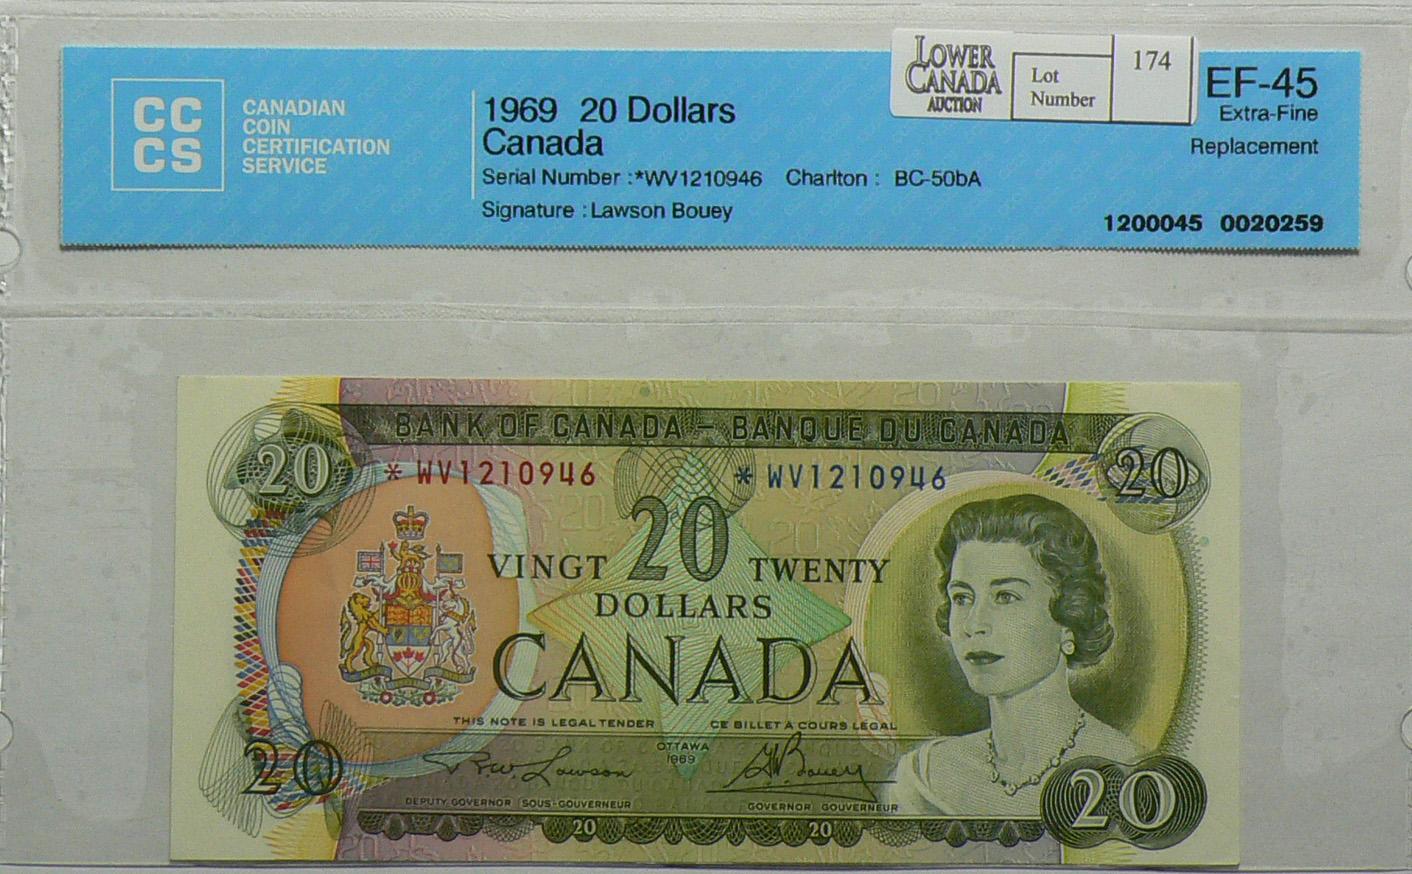 CC
CS
CANADIAN
COIN
CERTIFICATION
SERVICE
1969 20 Dollars
Canada
Serial Number :*WV1210946 Charlton : BC-50bA
Signature : Lawson Bouey
LOWER
CANADA
AUCTION
Lot
Number
174
EF-45
Extra-Fine
Replacement
1200045 0020259
BANK OF CANADA – BANQUE DU CANADA
20
* WV1210946
* WV1210946
20
20
VINGT
TWENTY
DOLLARS
CANADA
THIS NOTE IS LEGAL TENDER
CE BILLET A COURS LEGAL
OTTAWA
1969
R.W. Lawson
G.K. Bouey
DEPUTY GOVERNOR SOUS-GOUVERNEUR
GOVERNOR GOUVERNEUR
20
20
20
20